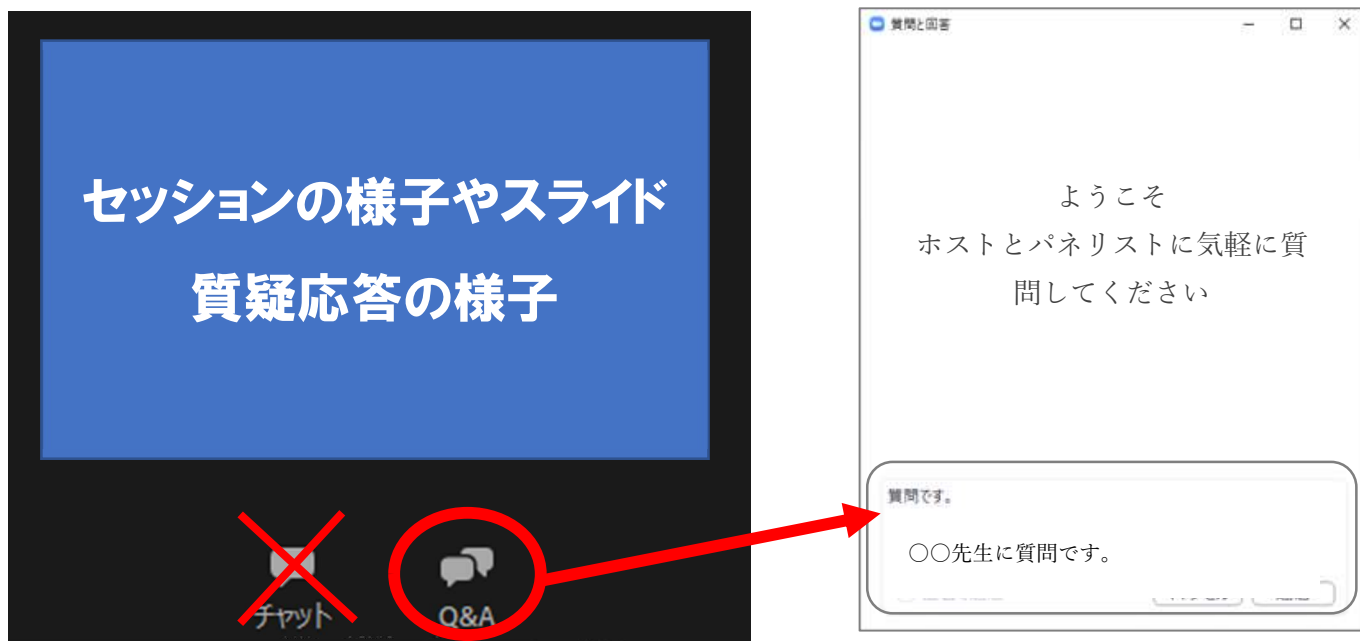 セッションの様子やスライド
質疑応答の様子
チャット
Q&A
質問と回答
ようこそ
ホストとパネリストに気軽に質
問してください
質問です。
〇〇先生に質問です。